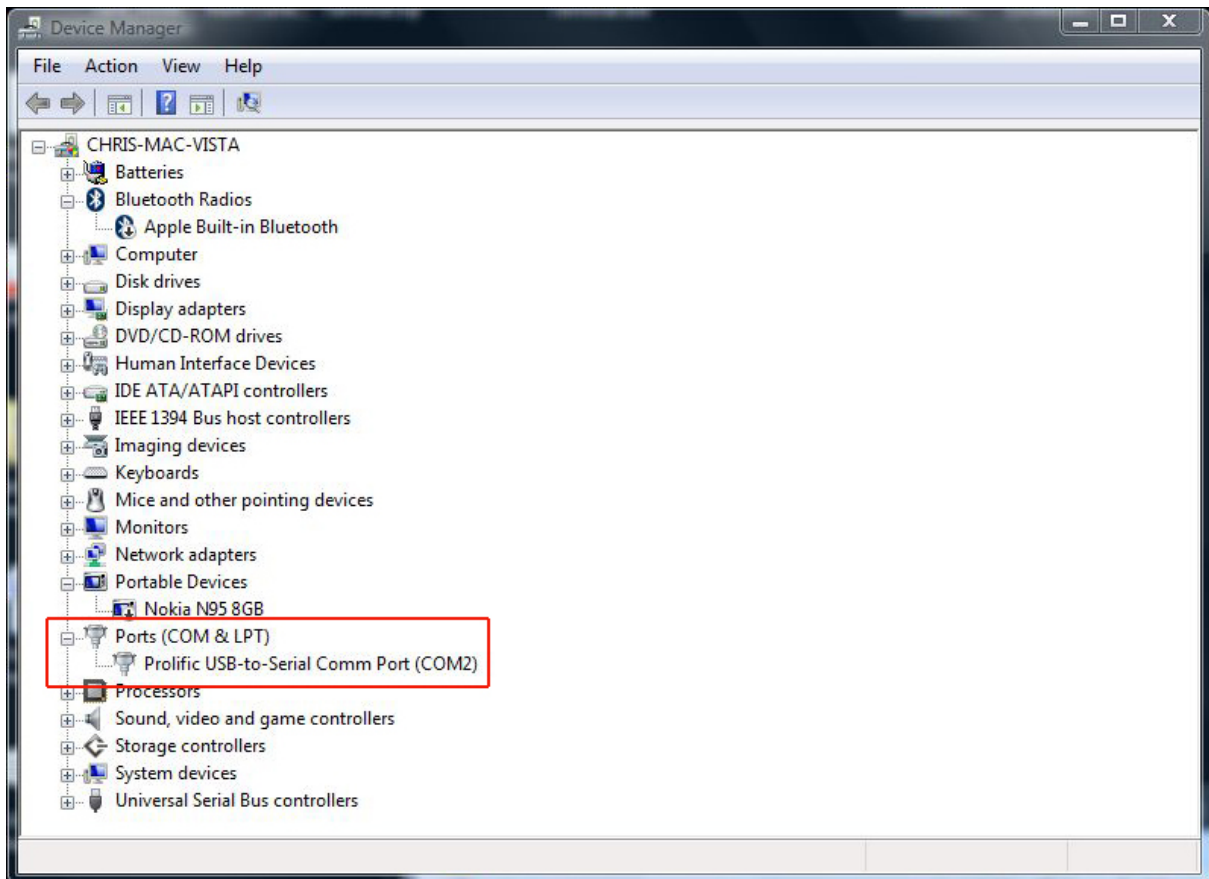 Device Manager
File Action View Help
CHRIS-MAC-VISTA
Batteries
Bluetooth Radios
Apple Built-in Bluetooth
Computer
Disk drives
Display adapters
DVD/CD-ROM drives
Human Interface Devices
IDE ATA/ATAPI controllers
IEEE 1394 Bus host controllers
Imaging devices
Keyboards
Mice and other pointing devices
Monitors
Network adapters
Portable Devices
Nokia N95 8GB
Ports (COM & LPT)
Prolific USB-to-Serial Comm Port (COM2)
Processors
Sound, video and game controllers
Storage controllers
System devices
Universal Serial Bus controllers